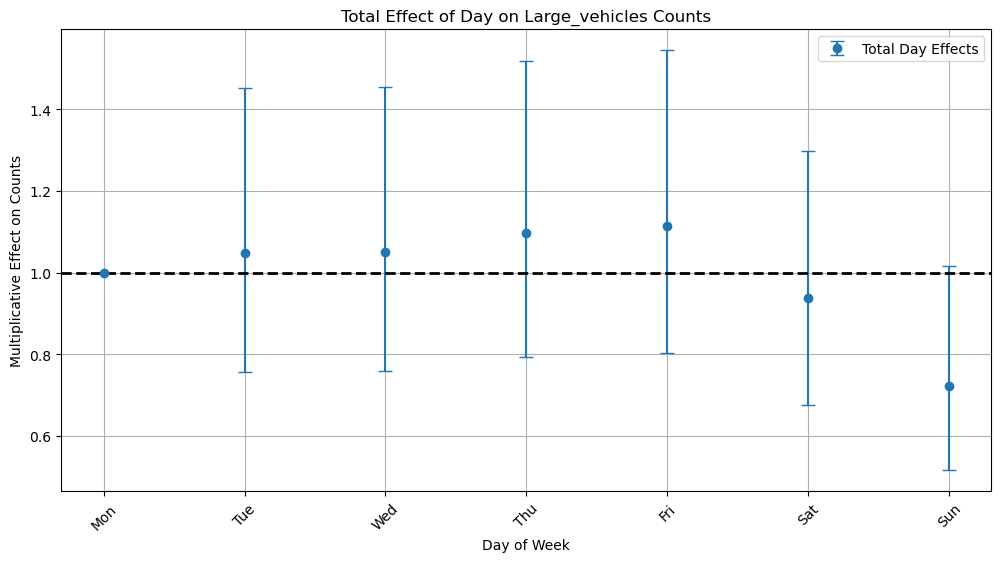 Total Effect of Day on Large_vehicles Counts
Total Day Effects
Multiplicative Effect on Counts
1.4
1.2
1.0
0.8
0.6
Mon
Tue
Wed
Thu
Fri
Sat
Sun
Day of Week